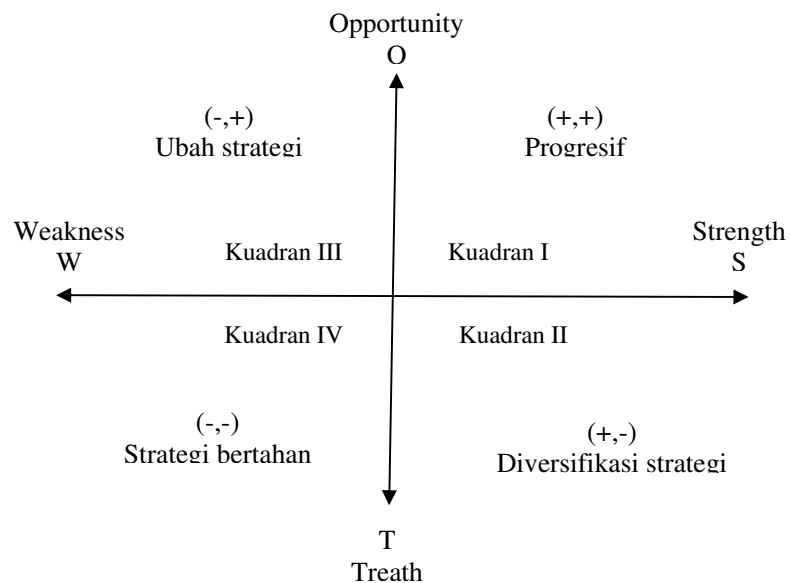 Opportunity
O
(-,+)
Ubah strategi
(+,+)
Progresif
Weakness
W
Kuadran III
Kuadran I
Strength
S
Kuadran IV
Kuadran II
(-,-)
Strategi bertahan
(+,-)
Diversifikasi strategi
T
Treath